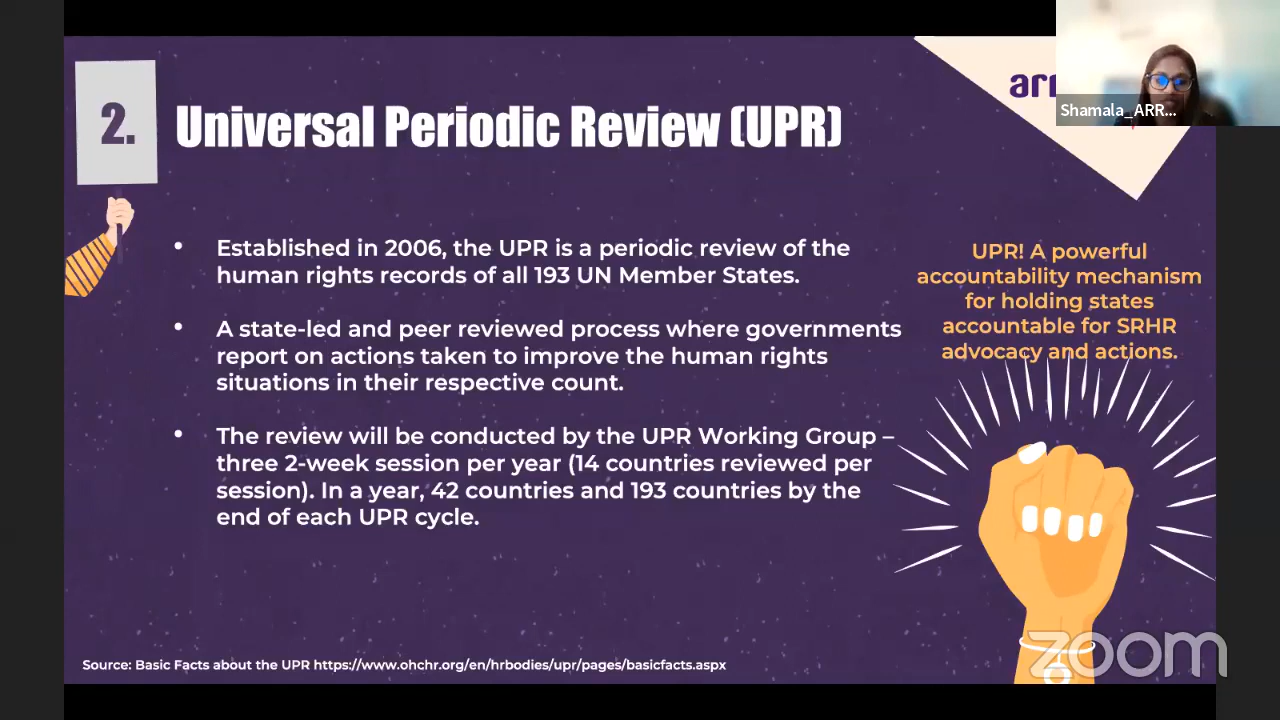 2.
Universal Periodic Review (UPR)
arr
Shamala_ARR...
• Established in 2006, the UPR is a periodic review of the
human rights records of all 193 UN Member States.
• A state-led and peer reviewed process where governments
report on actions taken to improve the human rights
situations in their respective count.
• The review will be conducted by the UPR Working Group –
three 2-week session per year (14 countries reviewed per
session). In a year, 42 countries and 193 countries by the
end of each UPR cycle.
UPR! A powerful
accountability mechanism
for holding states
accountable for SRHR
advocacy and actions.
Source: Basic Facts about the UPR https://www.ohchr.org/en/hrbodies/upr/pages/basicfacts.aspx
zoom